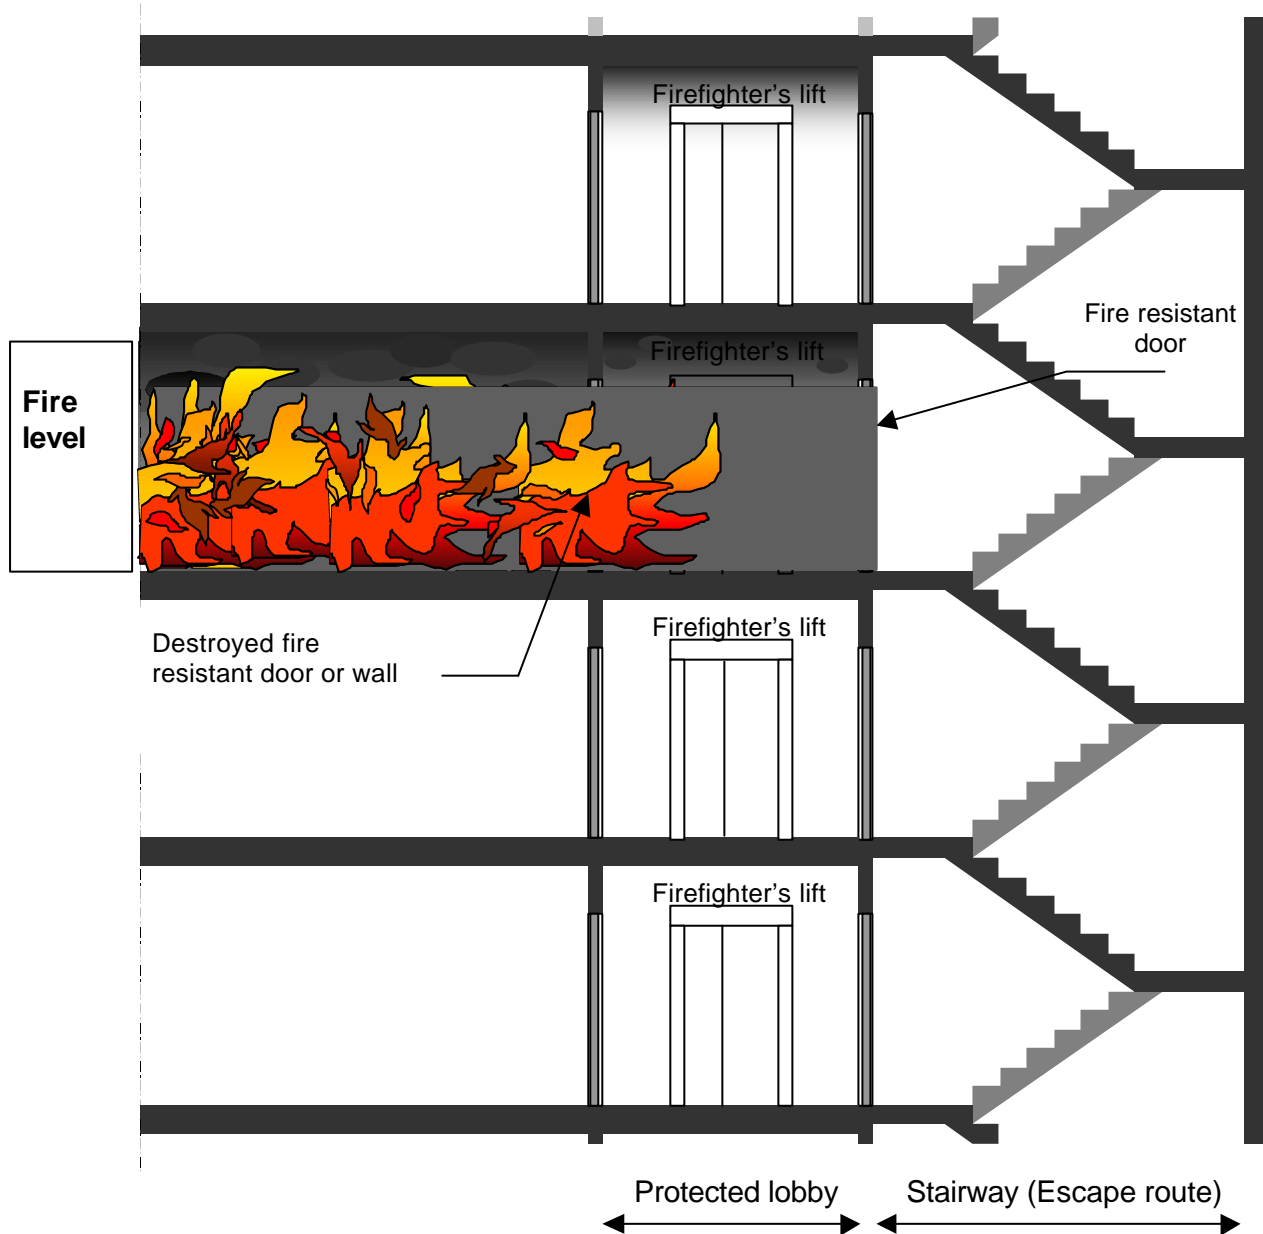 Firefighter’s lift
Fire resistant
door
Firefighter’s lift
Fire
level
Destroyed fire
resistant door or wall
Firefighter’s lift
Firefighter’s lift
Protected lobby
Stairway (Escape route)